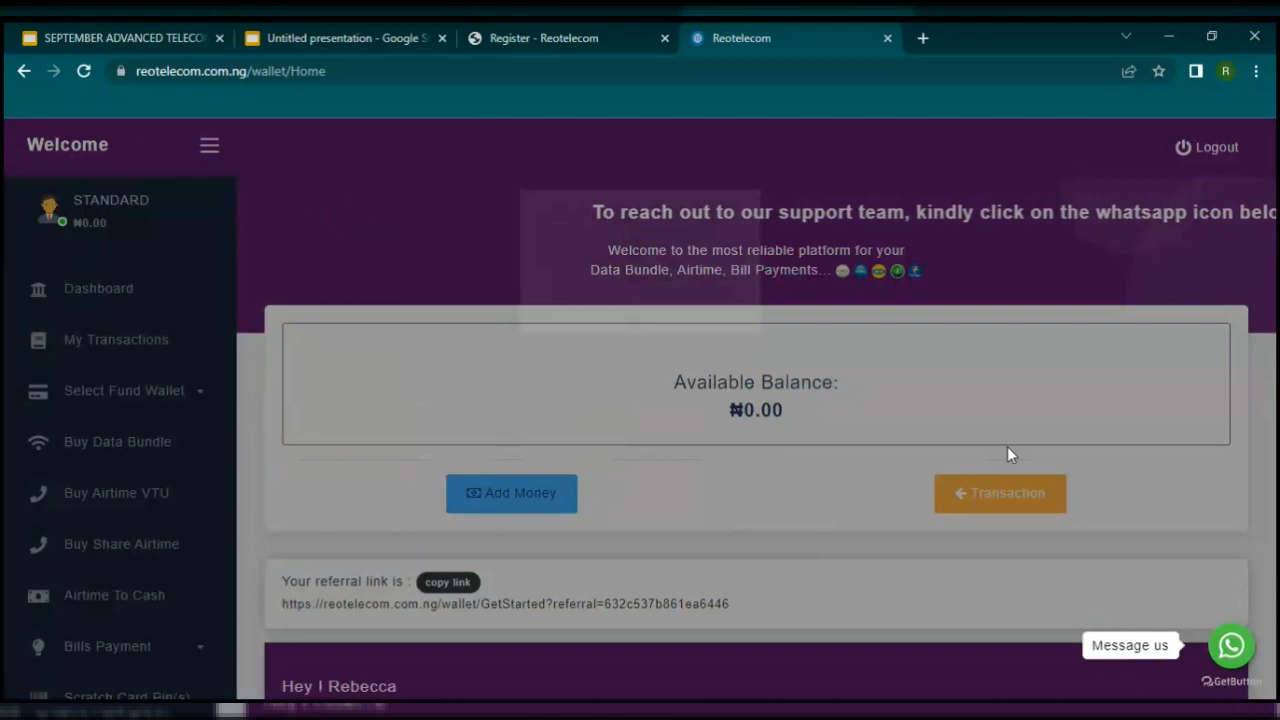 SEPTEMBER ADVANCED TELECO
Untitled presentation - Google S
Register - Reotelecom
Reotelecom
reotelecom.com.ng/wallet/Home
R
Welcome
Logout
STANDARD
₦0.00
To reach out to our support team, kindly click on the whatsapp icon belo
Welcome to the most reliable platform for your
Data Bundle, Airtime, Bill Payments...
Dashboard
My Transactions
Select Fund Wallet
Buy Data Bundle
Buy Airtime VTU
Buy Share Airtime
Airtime To Cash
Bills Payment
Scratch Card Pin(s)
Available Balance:
₦0.00
Add Money
Transaction
Your referral link is : copy link
https://reotelecom.com.ng/wallet/GetStarted?referral=632c537b861ea6446
Message us
GetButton
Hey ! Rebecca